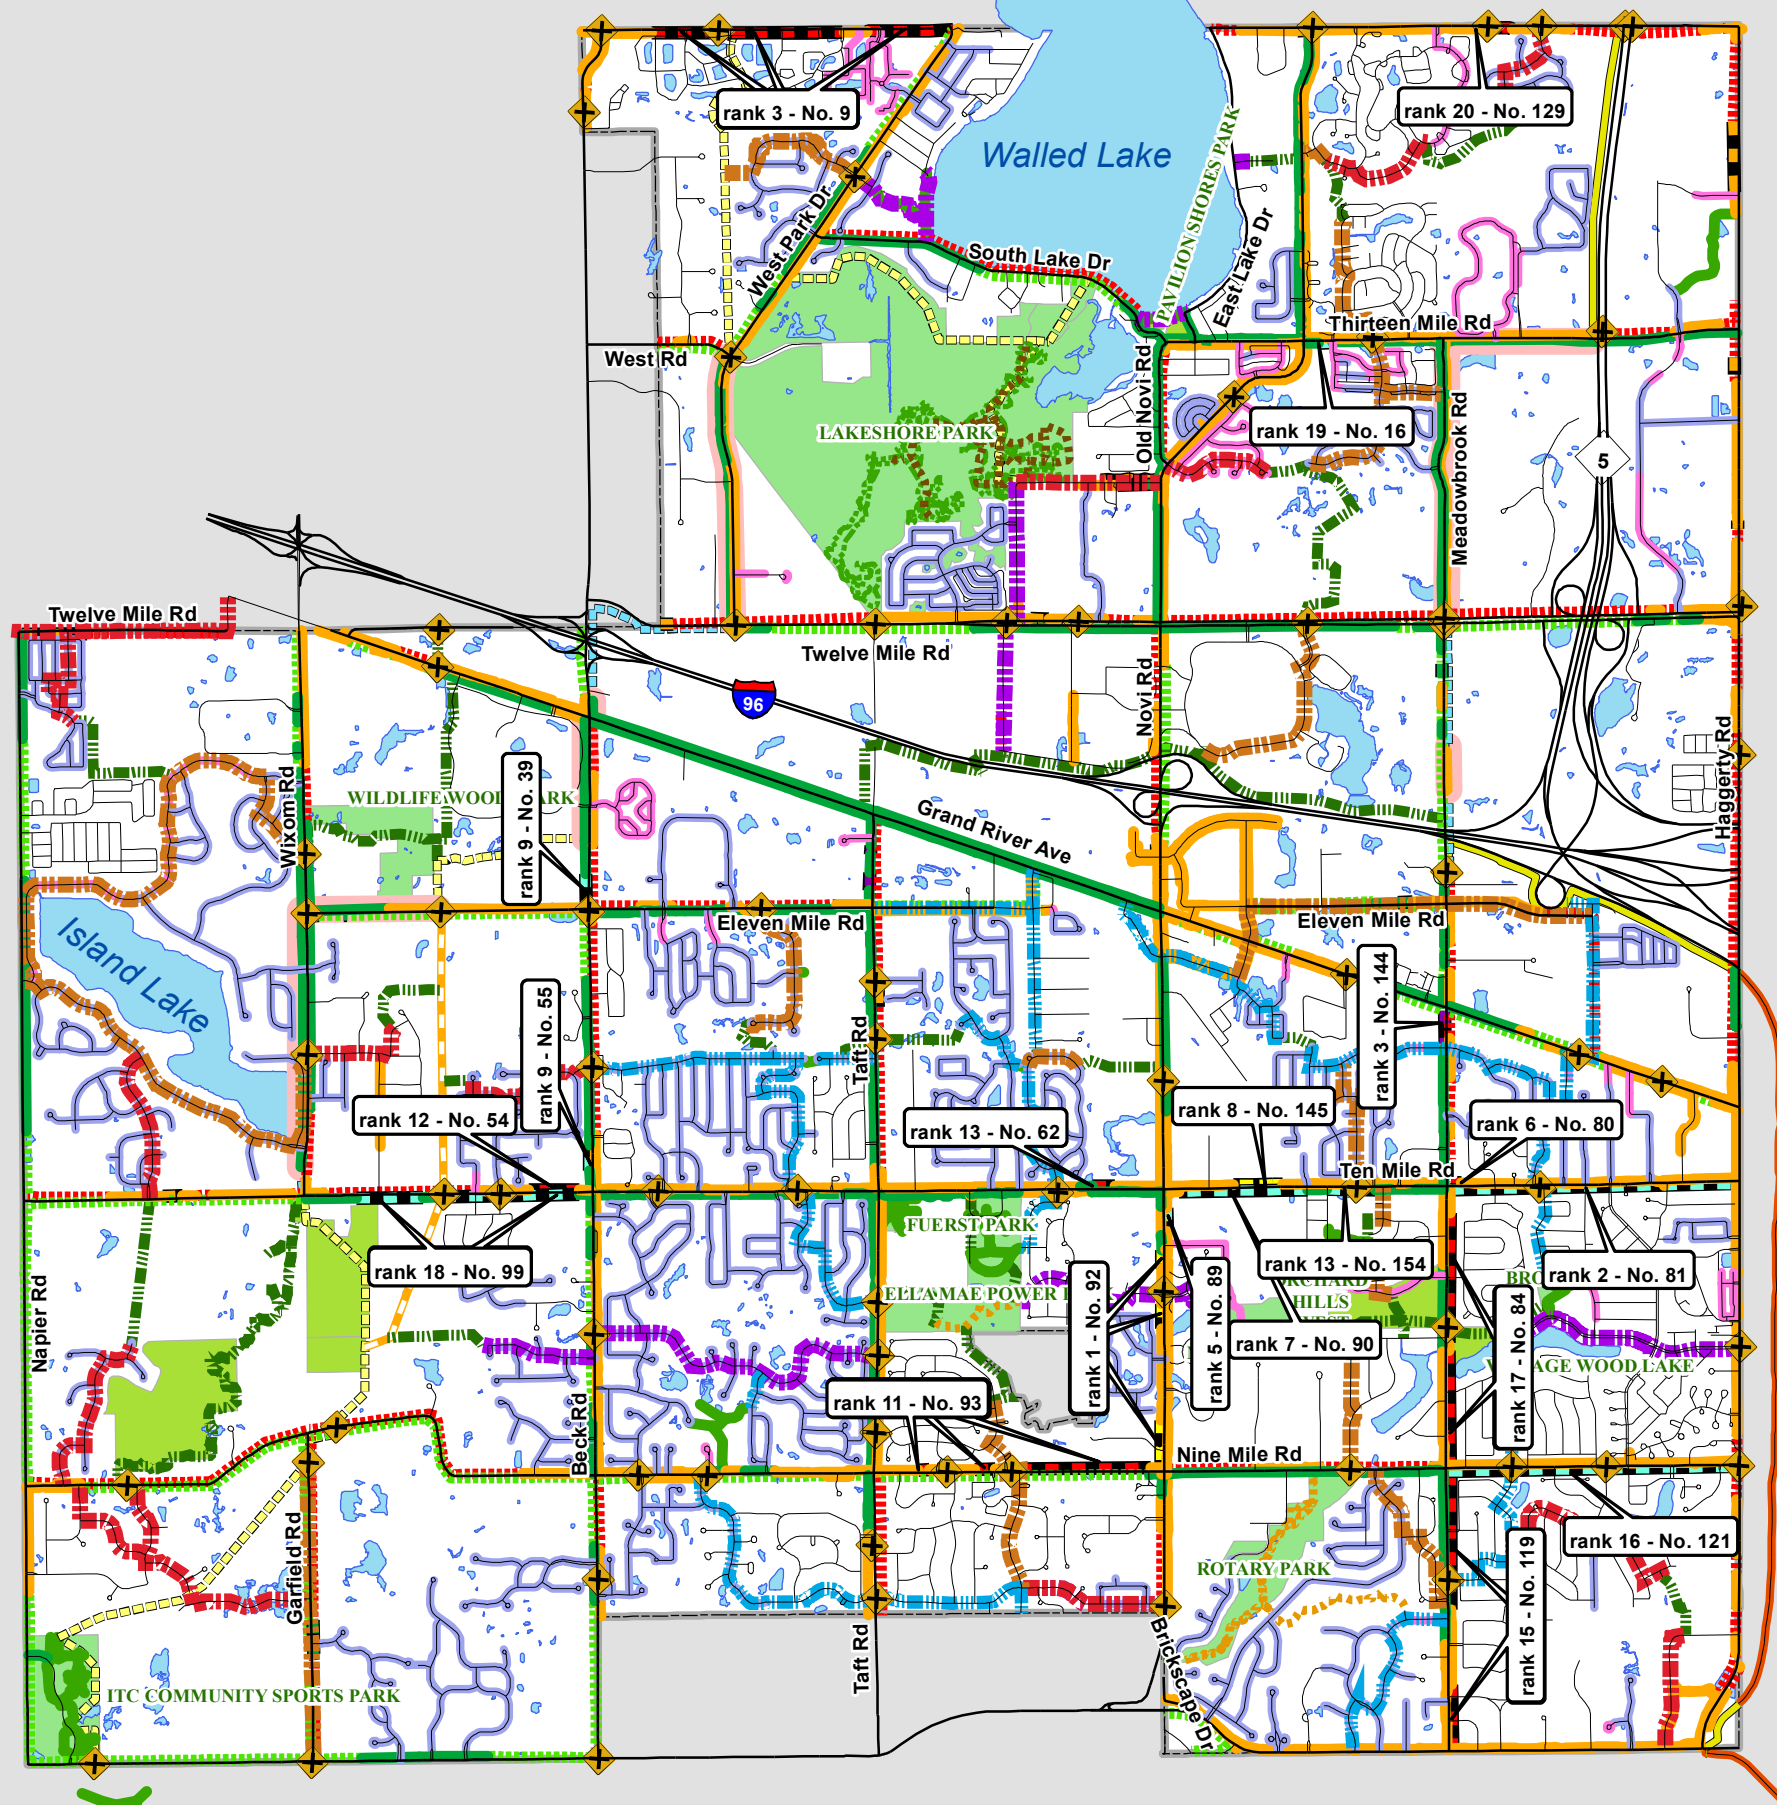 rank 3 - No. 9
rank 20 - No. 129
Walled Lake
PAVILION SHORES PARK
West Park Dr
South Lake Dr
East Lake Dr
Thirteen Mile Rd
West Rd
Old Novi Rd
Meadowbrook Rd
LAKESHORE PARK
rank 19 - No. 16
5
Twelve Mile Rd
Twelve Mile Rd
96
Novi Rd
Haggerty Rd
Wixom Rd
rank 9 - No. 39
Grand River Ave
Eleven Mile Rd
Eleven Mile Rd
Island Lake
rank 9 - No. 55
rank 3 - No. 144
Taft Rd
rank 12 - No. 54
rank 13 - No. 62
rank 8 - No. 145
rank 6 - No. 80
Ten Mile Rd
FUERST PARK
rank 18 - No. 99
rank 13 - No. 154
rank 2 - No. 81
ELLA MAE POWER
HILLS
rank 1 - No. 92
rank 5 - No. 89
rank 7 - No. 90
rank 17 - No. 84
WOOD LAKE
Napier Rd
rank 11 - No. 93
Beck Rd
Nine Mile Rd
Garfield Rd
rank 16 - No. 121
rank 15 - No. 119
ROTARY PARK
Taft Rd
Brickscape Dr
ITC COMMUNITY SPORTS PARK